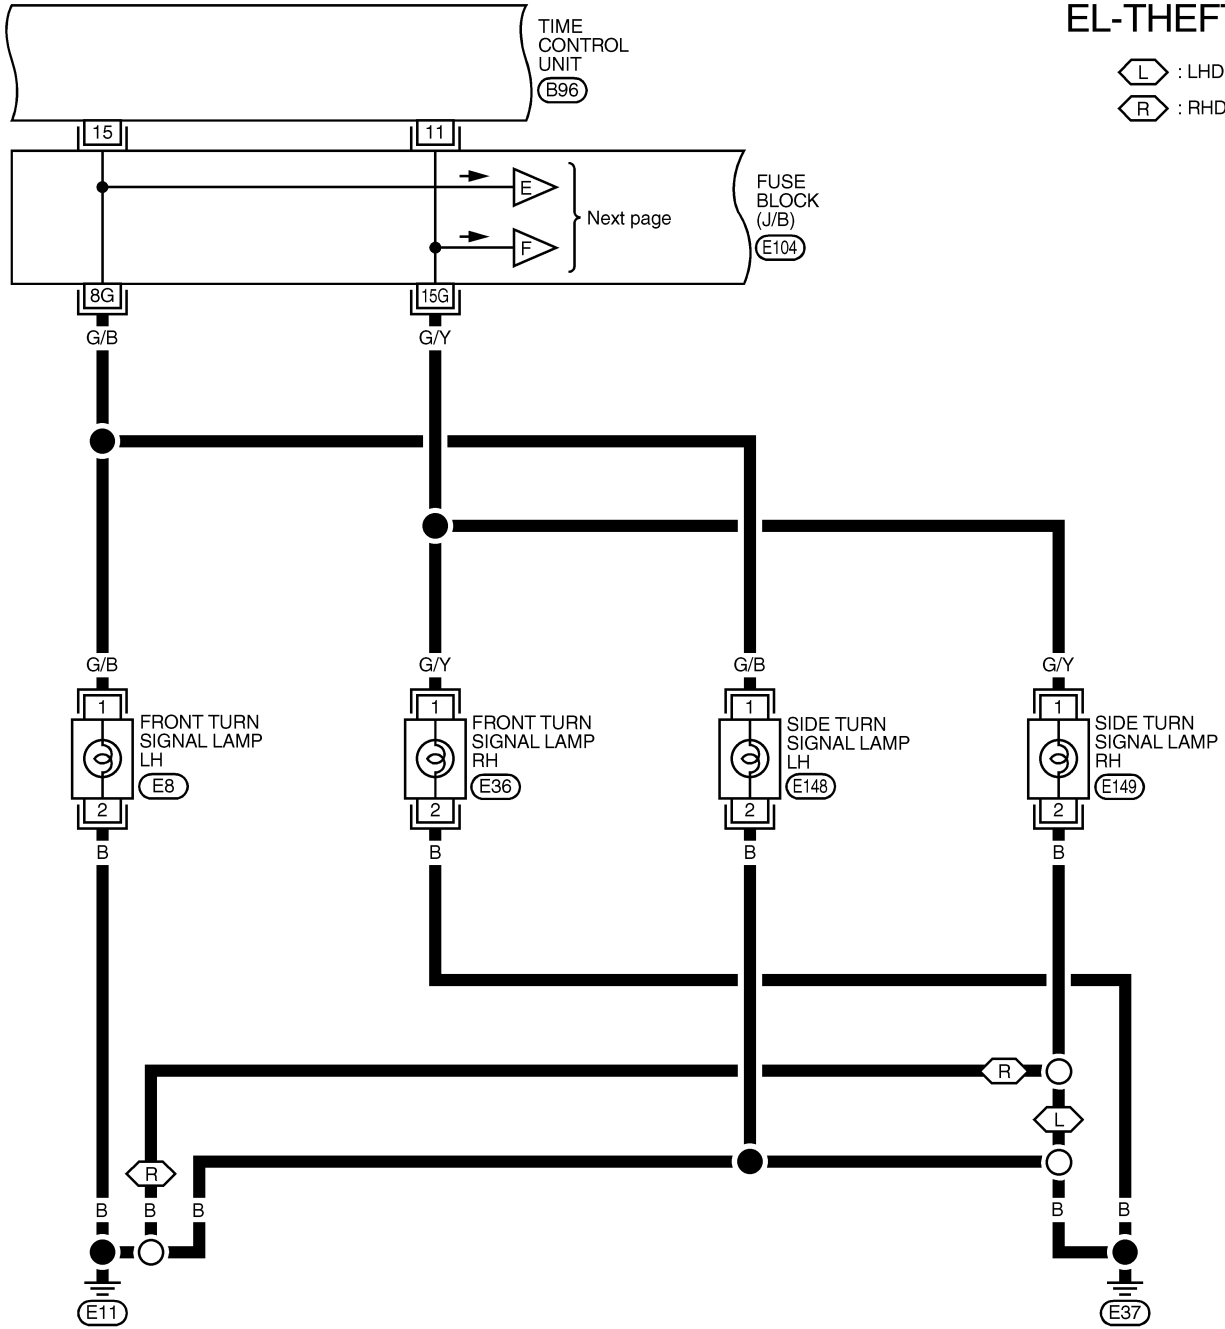 EL-THEF
L : LHD
R : RHD
TIME
CONTROL
UNIT
B96
15 11
E
F
Next page
FUSE
BLOCK
(J/B)
E104
8G 15G
G/B G/Y
G/B G/Y G/B G/Y
1 1 1 1
FRONT TURN
SIGNAL LAMP
LH
E8
FRONT TURN
SIGNAL LAMP
RH
E36
SIDE TURN
SIGNAL LAMP
LH
E148
SIDE TURN
SIGNAL LAMP
RH
E149
2 2 2 2
B B B B
R
L
R
B B B B B
E11 E37